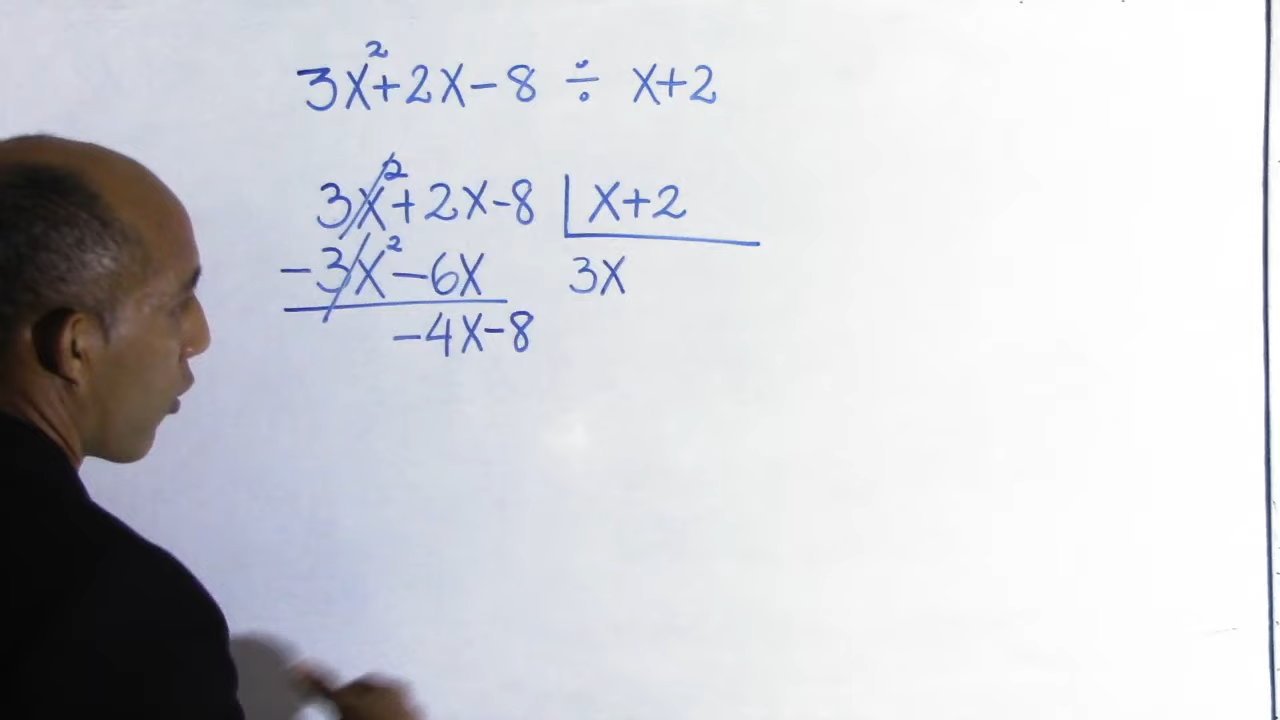 3x²+2x-8 ÷ x+2
3x²+2x-8 | x+2
-3x²-6x 3x
-4x-8